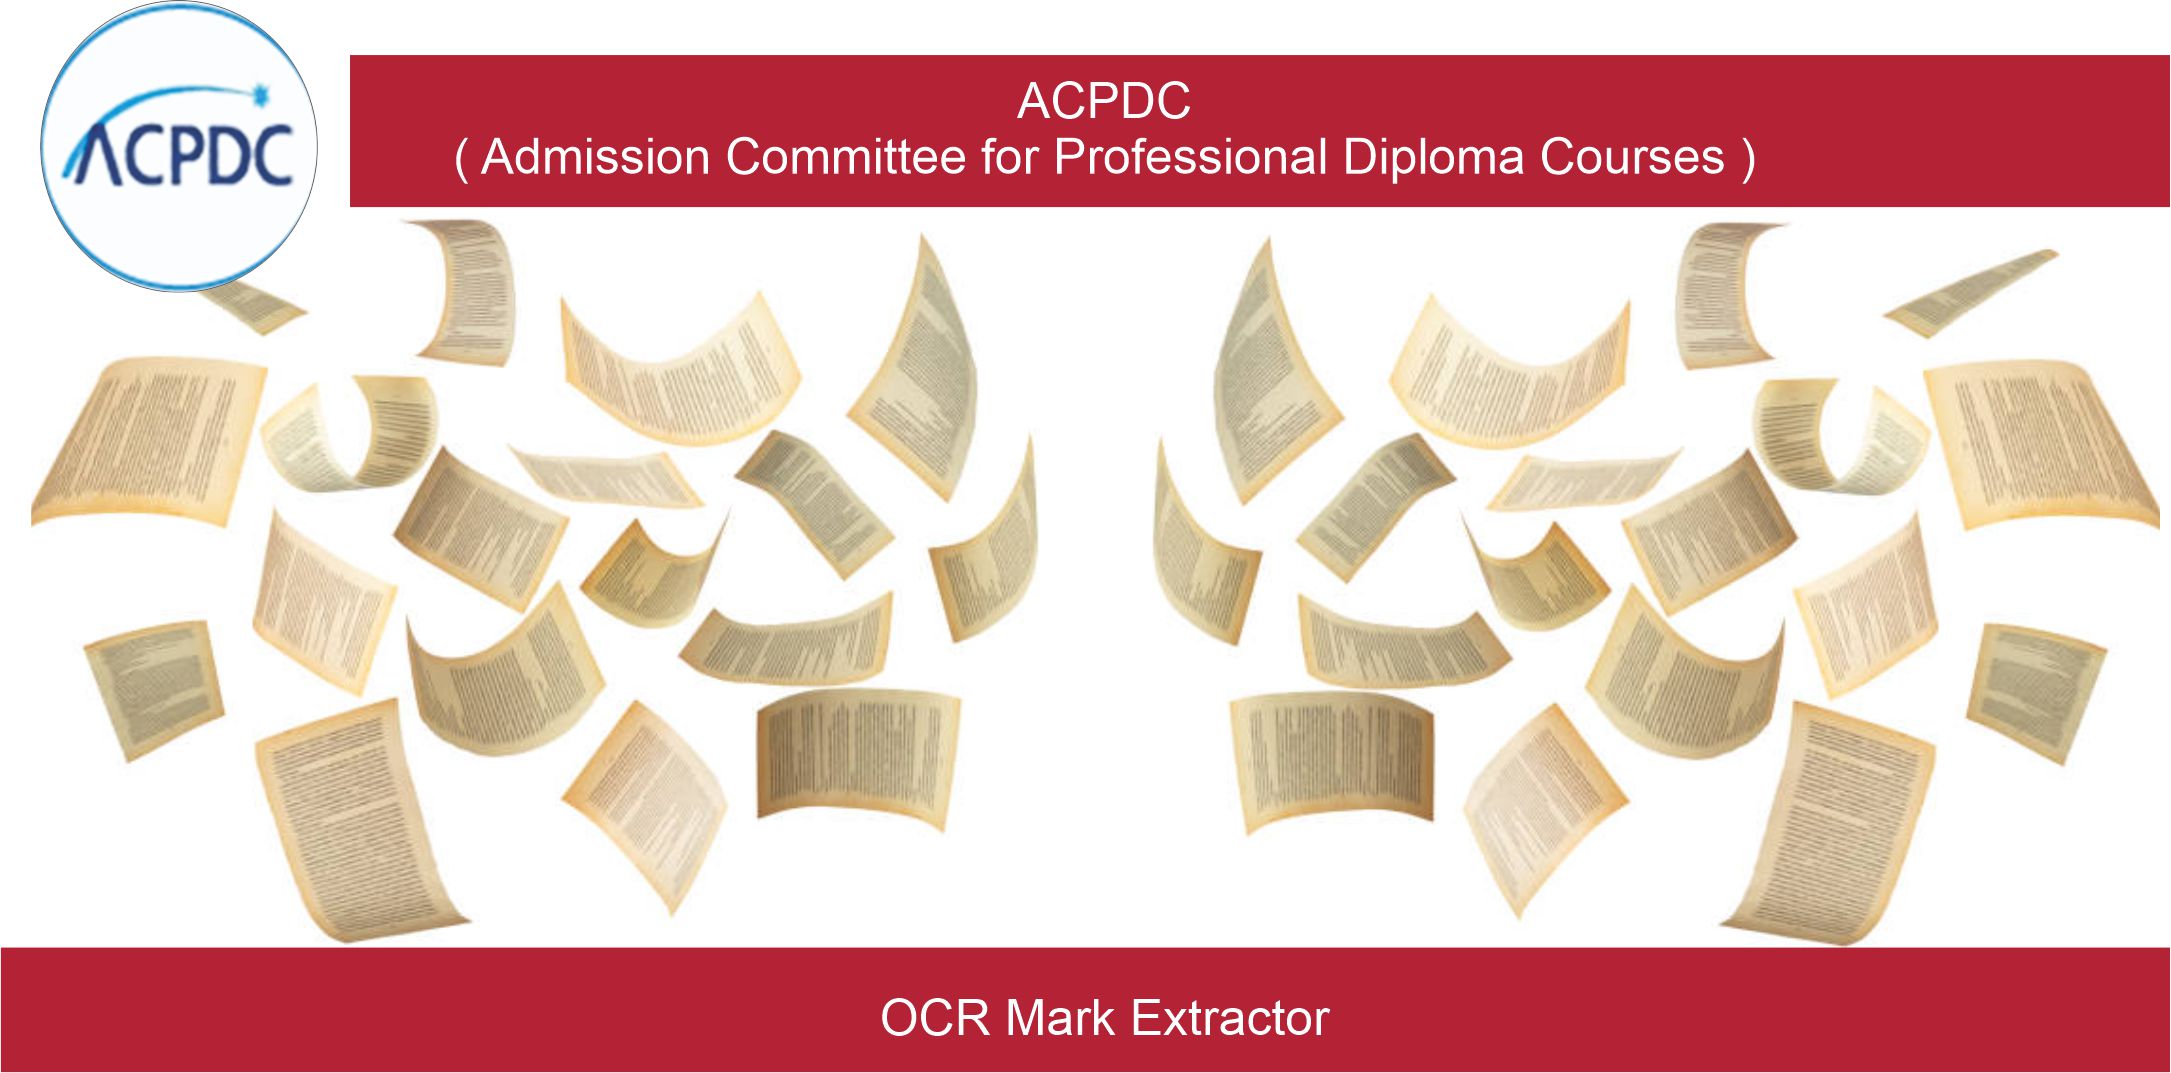 ACPDC
ACPDC
( Admission Committee for Professional Diploma Courses )
OCR Mark Extractor